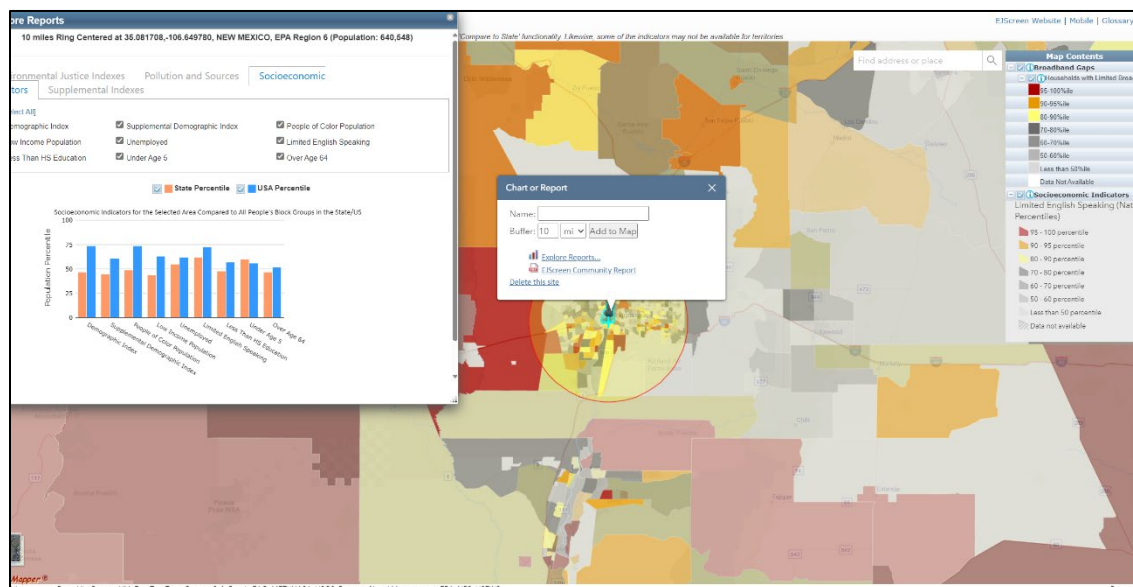 ore Reports
10 miles Ring Centered at 35.081708,-106.649780, NEW MEXICO, EPA Region 6 (Population: 640,548)
ronmental Justice Indexes Pollution and Sources Socioeconomic
tors Supplemental Indexes
lect All]
emographic Index Supplemental Demographic Index People of Color Population
ow Income Population Unemployed Limited English Speaking
ess Than HS Education Under Age 5 Over Age 64
State Percentile USA Percentile
Socioeconomic Indicators for the Selected Area Compared to All People's Block Groups in the State/US
Population Percentile
100
75
50
25
0
Demographic Index
Supplemental Demographic Index
People of Color Population
Low Income Population
Unemployed
Limited English Speaking
Less Than HS Education
Under Age 5
Over Age 64
EJScreen Website | Mobile | Glossary
'Compare to State' functionality. Likewise, some of the indicators may not be available for territories
Find address or place
Chart or Report
Name:
Buffer: 10 mi Add to Map
Explore Reports...
EJScreen Community Report
Delete this site
Map Contents
Broadband Gaps
Households with Limited Broad
95-100%ile
90-95%ile
80-90%ile
70-80%ile
60-70%ile
50-60%ile
Less than 50%ile
Data Not Available
Socioeconomic Indicators
Limited English Speaking (Nat
Percentiles)
95 - 100 percentile
90 - 95 percentile
80 - 90 percentile
70 - 80 percentile
60 - 70 percentile
50 - 60 percentile
Less than 50 percentile
Data not available
Mapper